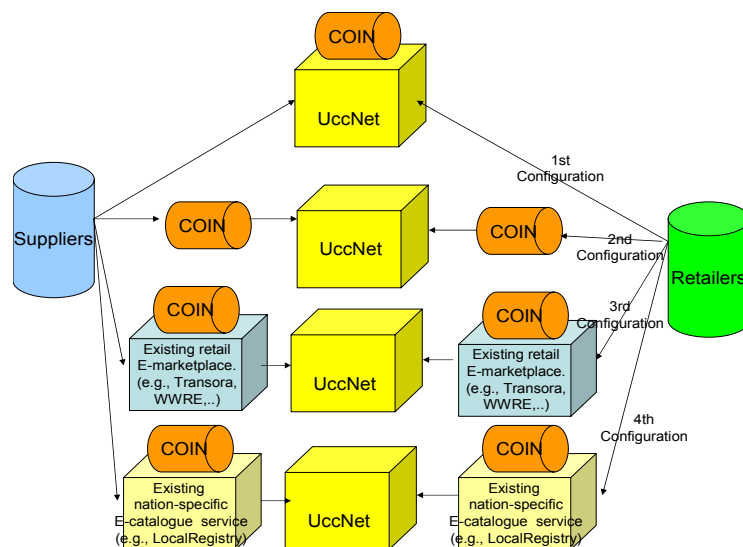 COIN
UccNet
1st
Configuration
Suppliers
COIN
UccNet
COIN
2nd
Configuration
Retailers
COIN
Existing retail
E-marketplace.
(e.g., Transora,
WWRE,..)
UccNet
COIN
Existing retail
E-marketplace.
(e.g., Transora,
WWRE,..)
3rd
Configuration
4th
Configuration
COIN
Existing
nation-specific
E-catalogue service
(e.g., LocalRegistry)
UccNet
COIN
Existing
nation-specific
E-catalogue service
(e.g., LocalRegistry)